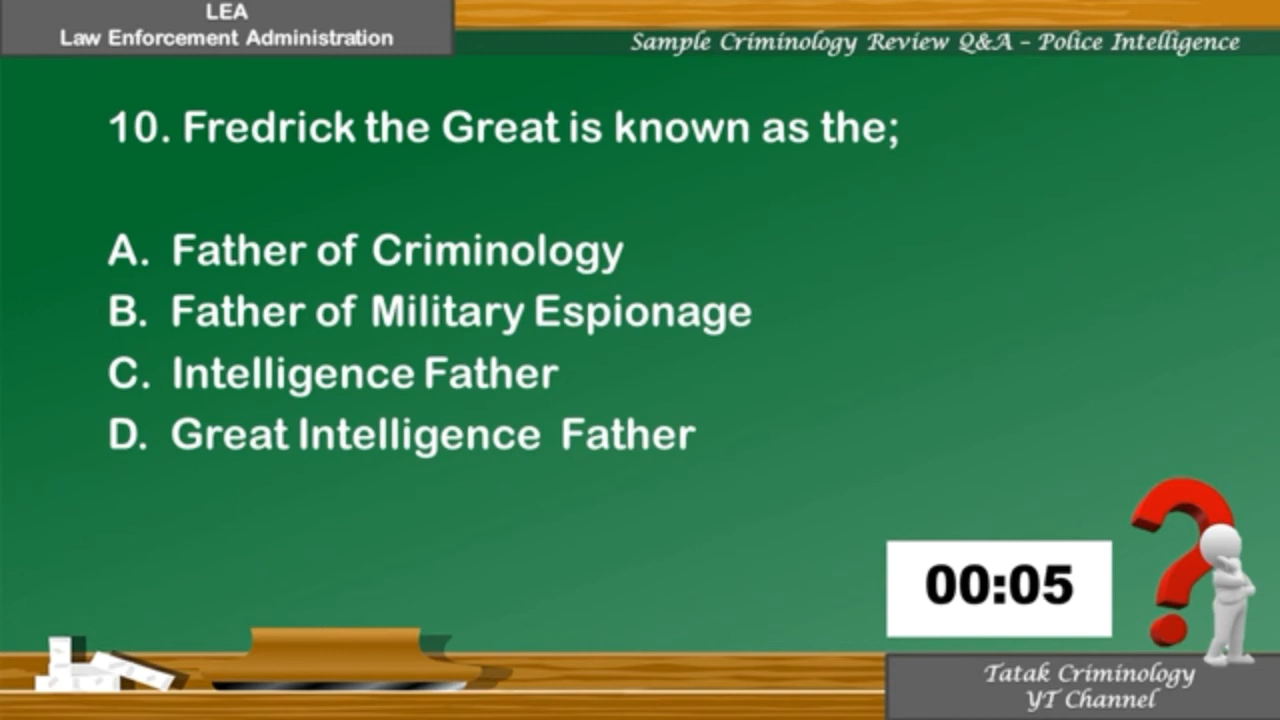 LEA
Law Enforcement Administration
Sample Criminology Review Q&A – Police Intelligence
10. Fredrick the Great is known as the;
A. Father of Criminology
B. Father of Military Espionage
C. Intelligence Father
D. Great Intelligence Father
00:05
Tatak Criminology
YT Channel